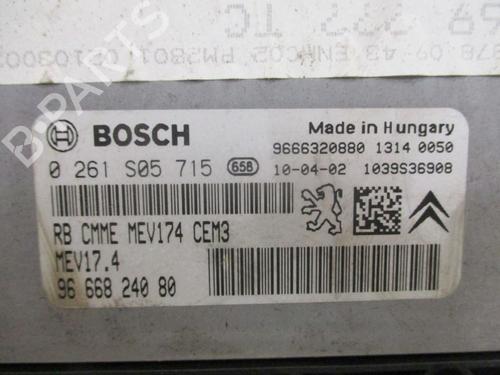 BOSCH
Made in Hungary
9666320880 1314 0050
0 261 S05 715 658 10-04-02 1039S36908
RB CMME MEV174 CEM3
MEV17.4
96 668 240 80
B-PARTS